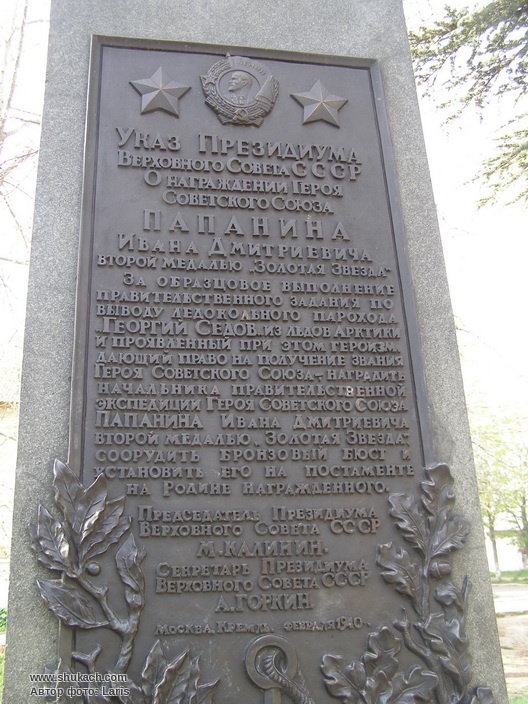 УКАЗ ПРЕЗИДИУМА
ВЕРХОВНОГО СОВЕТА СССР
О НАГРАЖДЕНИИ ГЕРОЯ
СОВЕТСКОГО СОЮЗА
ПАПАНИНА
ИВАНА ДМИТРИЕВИЧА
ВТОРОЙ МЕДАЛЬЮ „ЗОЛОТАЯ ЗВЕЗДА“
ЗА ОБРАЗЦОВОЕ ВЫПОЛНЕНИЕ
ПРАВИТЕЛЬСТВЕННОГО ЗАДАНИЯ ПО
ВЫВОДУ ЛЕДОКОЛЬНОГО ПАРОХОДА
„ГЕОРГИЙ СЕДОВ“ ИЗ ЛЬДОВ АРКТИКИ
И ПРОЯВЛЕННЫЙ ПРИ ЭТОМ ГЕРОИЗМ,
ДАЮЩИЙ ПРАВО НА ПОЛУЧЕНИЕ ЗВАНИЯ
ГЕРОЯ СОВЕТСКОГО СОЮЗА-НАГРАДИТЬ
НАЧАЛЬНИКА ПРАВИТЕЛЬСТВЕННОЙ
ЭКСПЕДИЦИИ ГЕРОЯ СОВЕТСКОГО СОЮЗА
ПАПАНИНА ИВАНА ДМИТРИЕВИЧА
ВТОРОЙ МЕДАЛЬЮ „ЗОЛОТАЯ ЗВЕЗДА“
СООРУДИТЬ БРОНЗОВЫЙ БЮСТ И
УСТАНОВИТЬ ЕГО НА ПОСТАМЕНТЕ
НА РОДИНЕ НАГРАЖДЕННОГО.
ПРЕДСЕДАТЕЛЬ ПРЕЗИДИУМА
ВЕРХОВНОГО СОВЕТА СССР
М. КАЛИНИН.
СЕКРЕТАРЬ ПРЕЗИДИУМА
ВЕРХОВНОГО СОВЕТА СССР
А. ГОРКИН.
МОСКВА, КРЕМЛЬ. ФЕВРАЛЯ 1940 г.
www.shukach.com
Автор фото: Laris